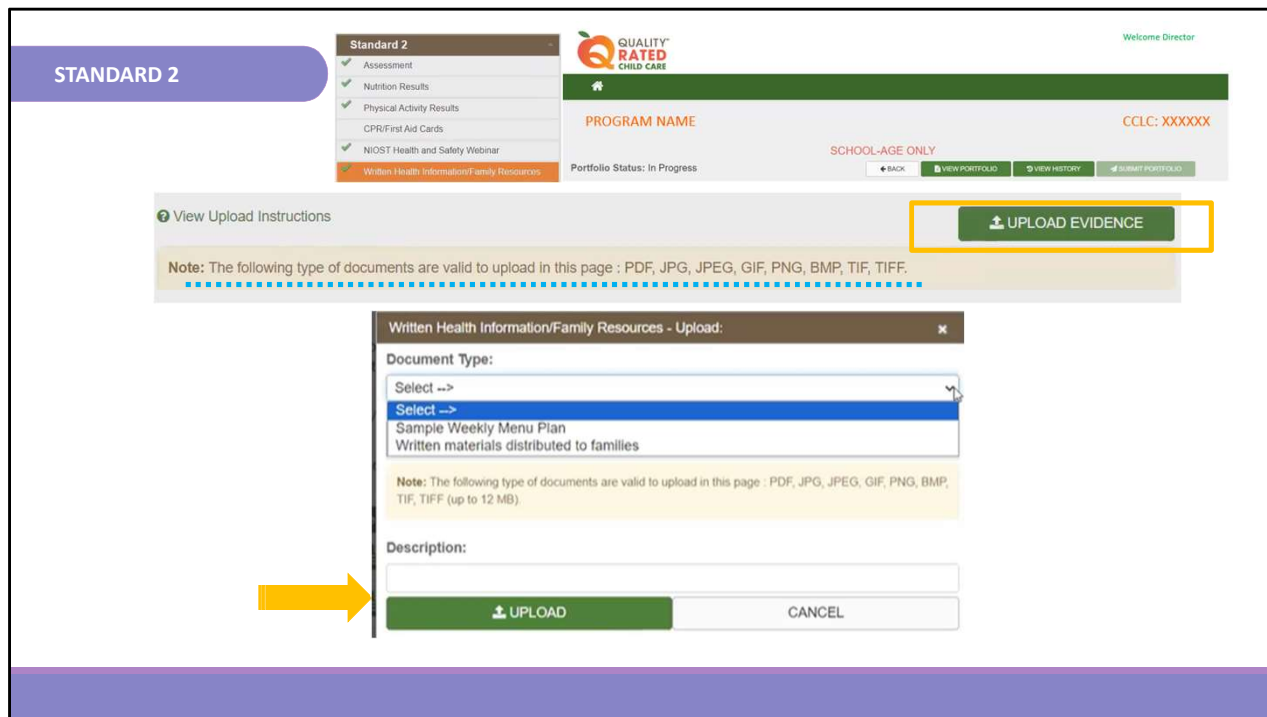 STANDARD 2
Standard 2
Assessment
Nutrition Results
Physical Activity Results
CPR/First Aid Cards
NIOST Health and Safety Webinar
Written Health Information/Family Resources
QUALITY™
RATED
CHILD CARE
Welcome Director
PROGRAM NAME
CCLC: XXXXXX
SCHOOL-AGE ONLY
Portfolio Status: In Progress
BACK
VIEW PORTFOLIO
VIEW HISTORY
SUBMIT PORTFOLIO
View Upload Instructions
UPLOAD EVIDENCE
Note: The following type of documents are valid to upload in this page : PDF, JPG, JPEG, GIF, PNG, BMP, TIF, TIFF.
Written Health Information/Family Resources - Upload:
Document Type:
Select -->
Select -->
Sample Weekly Menu Plan
Written materials distributed to families
Note: The following type of documents are valid to upload in this page : PDF, JPG, JPEG, GIF, PNG, BMP,
TIF, TIFF (up to 12 MB).
Description:
UPLOAD
CANCEL